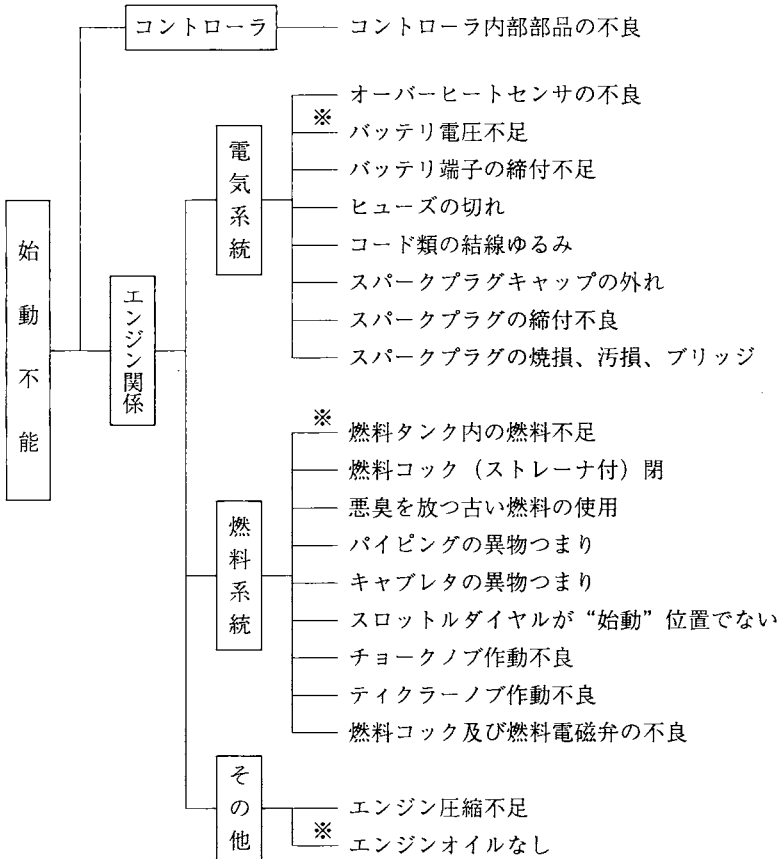 コントローラ
コントローラ内部部品の不良
オーバーヒートセンサの不良
※
バッテリ電圧不足
バッテリ端子の締付不足
ヒューズの切れ
コード類の結線ゆるみ
スパークプラグキャップの外れ
スパークプラグの締付不良
スパークプラグの焼損、汚損、ブリッジ
電気系統
始動不能
エンジン関係
※
燃料タンク内の燃料不足
燃料コック（ストレーナ付）閉
悪臭を放つ古い燃料の使用
パイピングの異物つまり
キャブレタの異物つまり
スロットルダイヤルが“始動”位置でない
チョークノブ作動不良
ティクラーノブ作動不良
燃料コック及び燃料電磁弁の不良
燃料系統
その他
エンジン圧縮不足
※
エンジンオイルなし